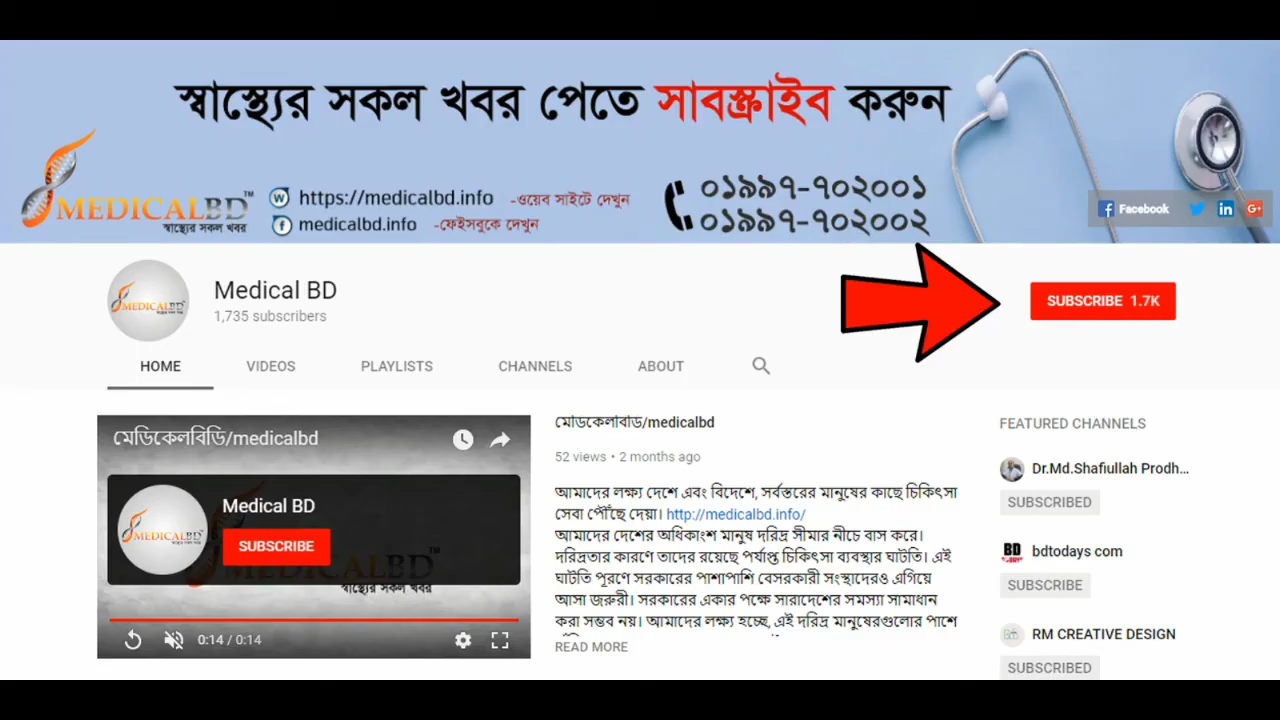 স্বাস্থ্যের সকল খবর পেতে সাবস্ক্রাইব করুন
MEDICALBD™
স্বাস্থ্যের সকল খবর
https://medicalbd.info -ওয়েব সাইটে দেখুন
medicalbd.info -ফেইসবুকে দেখুন
০১৯৯৭-৭০২০০১
০১৯৯৭-৭০২০০২
Facebook
MEDICALBD
Medical BD
1,735 subscribers
SUBSCRIBE 1.7K
HOME VIDEOS PLAYLISTS CHANNELS ABOUT
মেডিকেলবিডি/medicalbd
Medical BD
SUBSCRIBE
MEDICALBD
স্বাস্থ্যের সকল খবর
0:14 / 0:14
মেডিকেলবিডি/medicalbd
52 views • 2 months ago
আমাদের লক্ষ্য দেশে এবং বিদেশে, সর্বস্তরের মানুষের কাছে চিকিৎসা
সেবা পৌঁছে দেয়া। http://medicalbd.info/
আমাদের দেশের অধিকাংশ মানুষ দরিদ্র সীমার নীচে বাস করে।
দরিদ্রতার কারণে তাদের রয়েছে পর্যাপ্ত চিকিৎসা ব্যবস্থার ঘাটতি। এই
ঘাটতি পূরণে সরকারের পাশাপাশি বেসরকারী সংস্থাদেরও এগিয়ে
আসা জরুরী। সরকারের একার পক্ষে সারাদেশের সমস্যা সামাধান
করা সম্ভব নয়। আমাদের লক্ষ্য হচ্ছে, এই দরিদ্র মানুষেরগুলোর পাশে
READ MORE
FEATURED CHANNELS
Dr.Md.Shafiullah Prodh...
SUBSCRIBED
BD
bdtodays com
SUBSCRIBE
RM CREATIVE DESIGN
SUBSCRIBED